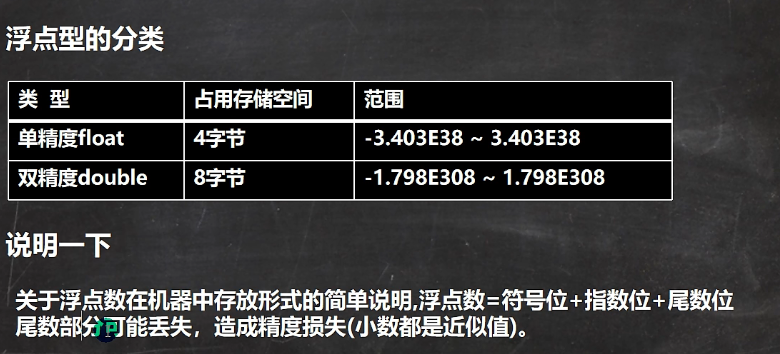 浮点型的分类
类 型 占用存储空间 范围
单精度float 4字节 -3.403E38 ~ 3.403E38
双精度double 8字节 -1.798E308 ~ 1.798E308
说明一下
关于浮点数在机器中存放形式的简单说明,浮点数=符号位+指数位+尾数位
尾数部分可能丢失，造成精度损失(小数都是近似值)。